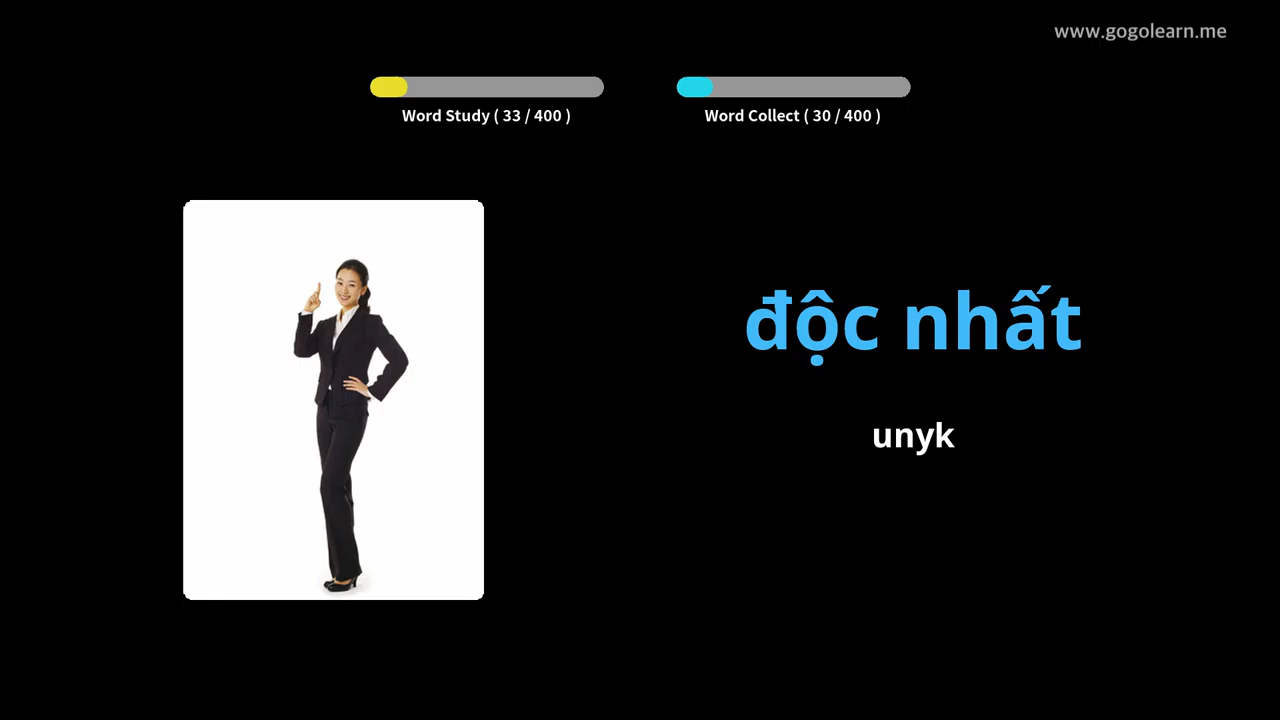 www.gogolearn.me
Word Study ( 33 / 400 )
Word Collect ( 30 / 400 )
độc nhất
unyk